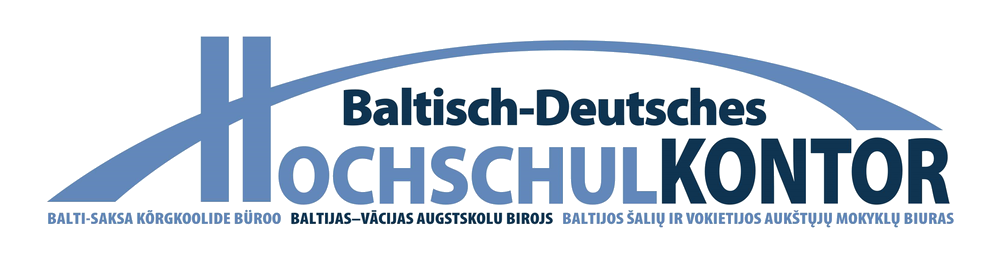 Baltisch-Deutsches
HOCHSCHULKONTOR
BALTI-SAKSA KÕRGKOOLIDE BÜROO BALTIJAS–VĀCIJAS AUGSTSKOLU BIROJS BALTIJOS ŠALIŲ IR VOKIETIJOS AUKŠTŲJŲ MOKYKLŲ BIURAS